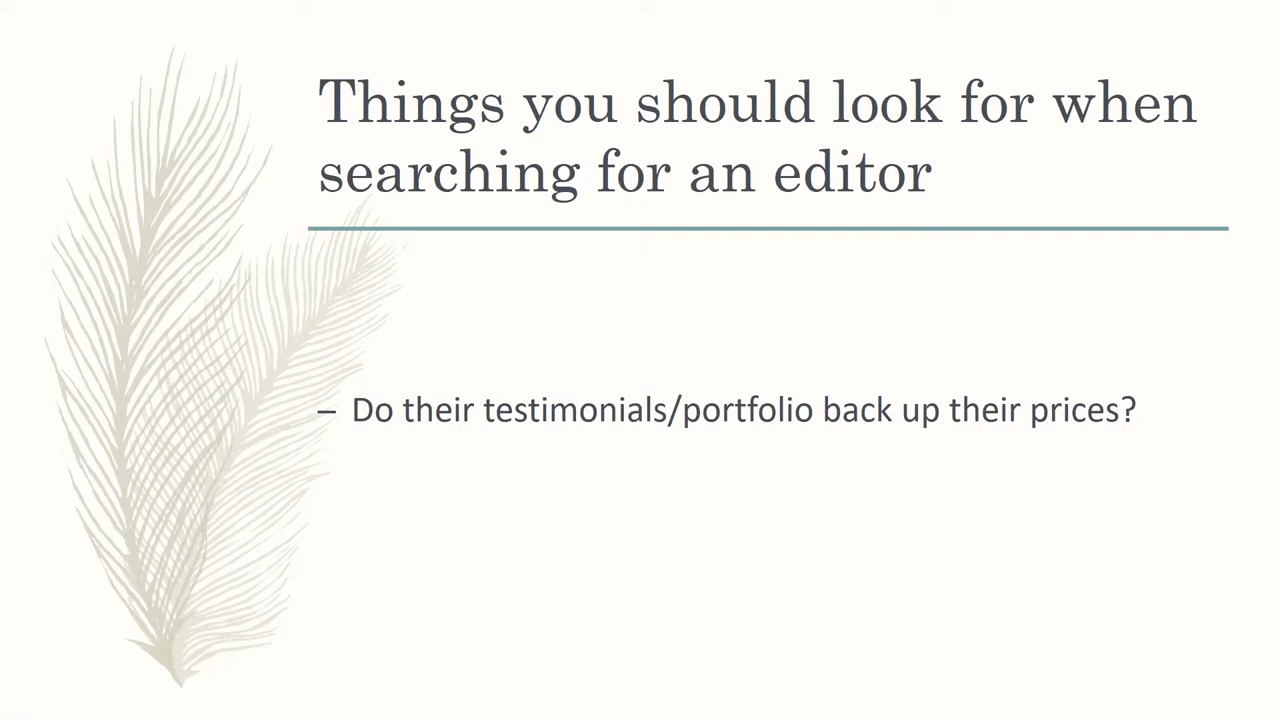 Things you should look for when
searching for an editor
– Do their testimonials/portfolio back up their prices?